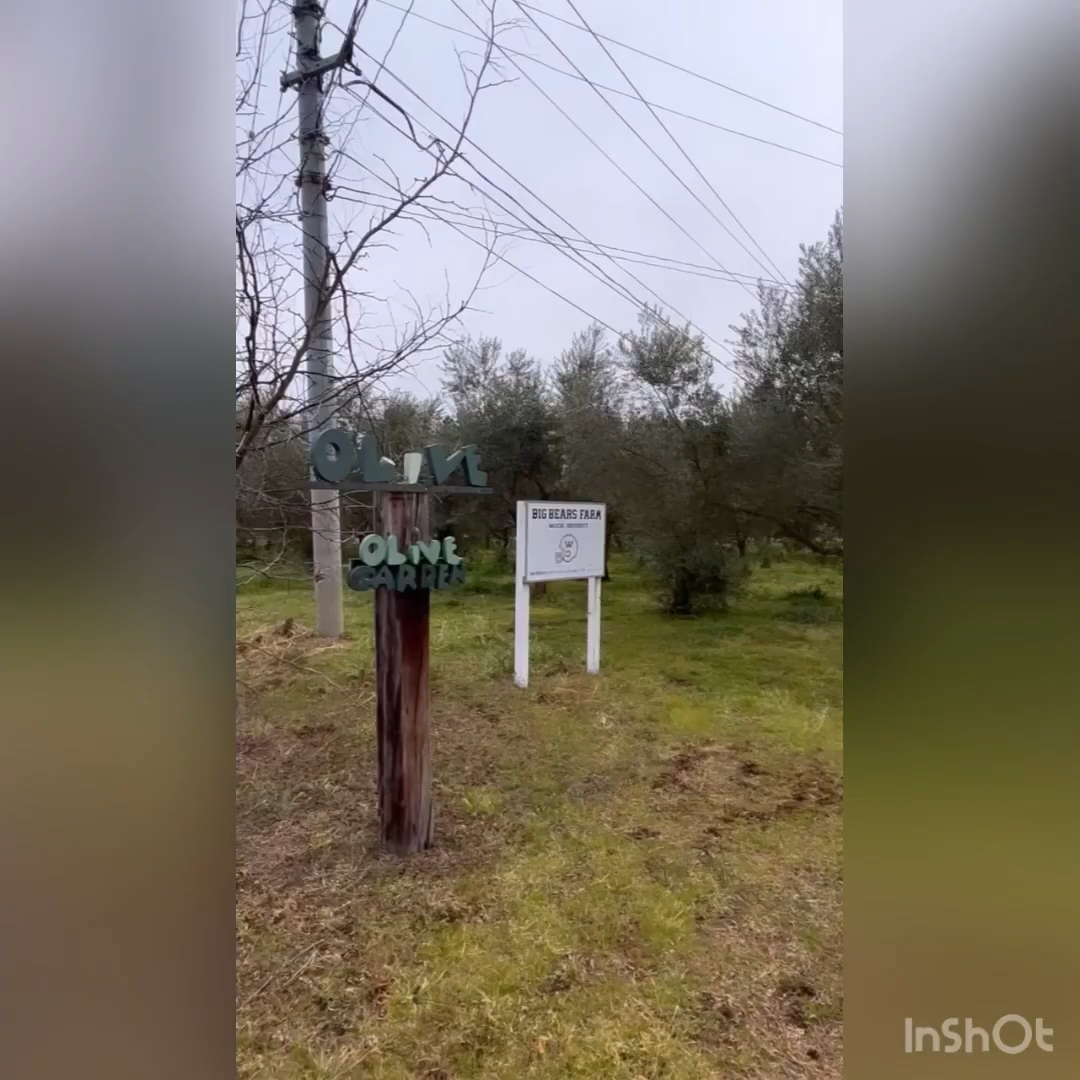 OLIVE
OLIVE
GARDEN
BIG BEARS FARM
InShOt